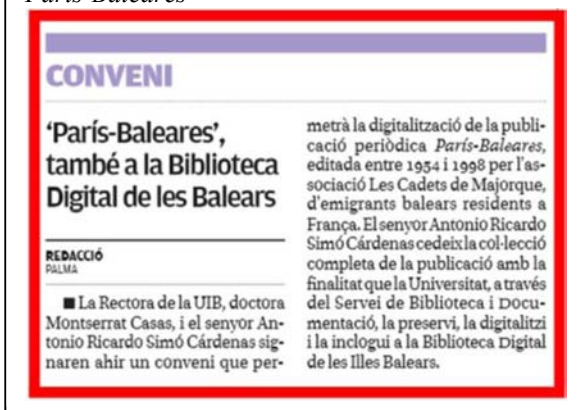 París-Baleares
CONVENI
‘París-Baleares’,
també a la Biblioteca
Digital de les Balears
REDACCIÓ
PALMA
■ La Rectora de la UIB, doctora
Montserrat Casas, i el senyor An-
tonio Ricardo Simó Cárdenas sig-
naren ahir un conveni que per-
metrà la digitalització de la publi-
cació periòdica París-Baleares,
editada entre 1954 i 1998 per l'as-
sociació Les Cadets de Majorque,
d'emigrants balears residents a
França. El senyor Antonio Ricardo
Simó Cárdenas cedeix la col·lecció
completa de la publicació amb la
finalitat que la Universitat, a través
del Servei de Biblioteca i Docu-
mentació, la preservi, la digitalitzi
i la inclogui a la Biblioteca Digital
de les Illes Balears.